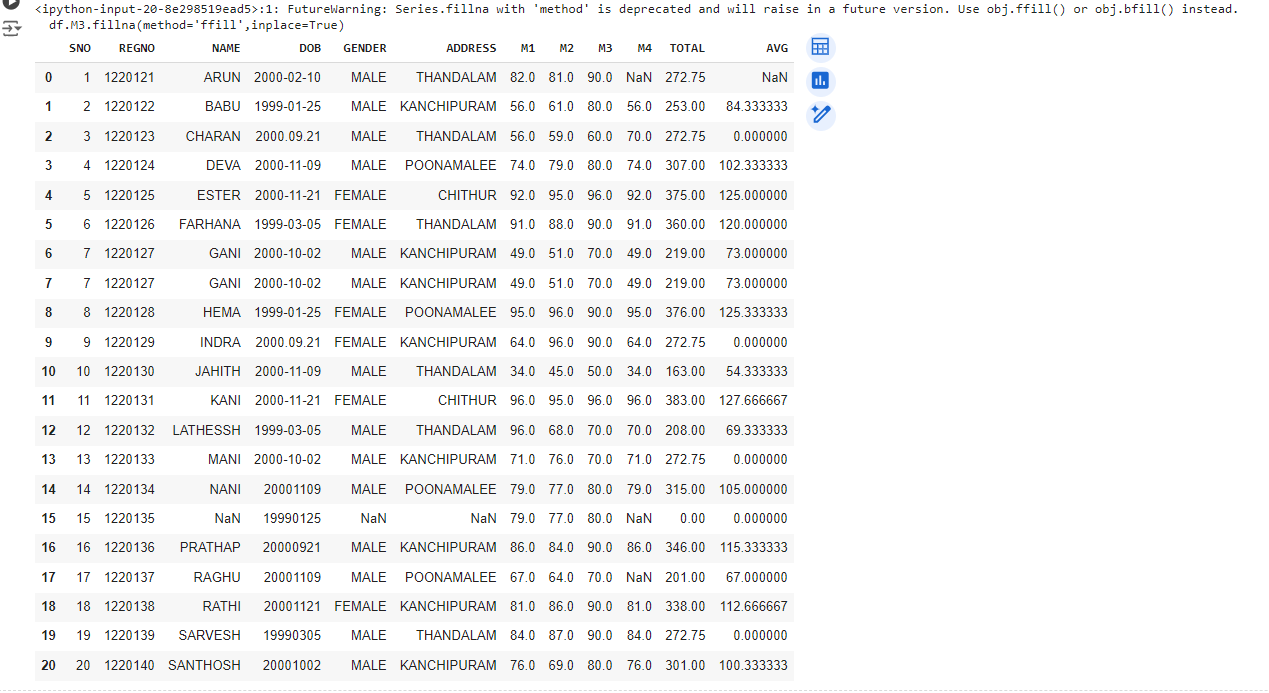 <ipython-input-20-8e298519ead5>:1: FutureWarning: Series.fillna with 'method' is deprecated and will raise in a future version. Use obj.ffill() or obj.bfill() instead.
df.M3.fillna(method='ffill',inplace=True)
SNO REGNO NAME DOB GENDER ADDRESS M1 M2 M3 M4 TOTAL AVG
0 1 1220121 ARUN 2000-02-10 MALE THANDALAM 82.0 81.0 90.0 NaN 272.75 NaN
1 2 1220122 BABU 1999-01-25 MALE KANCHIPURAM 56.0 61.0 80.0 56.0 253.00 84.333333
2 3 1220123 CHARAN 2000.09.21 MALE THANDALAM 56.0 59.0 60.0 70.0 272.75 0.000000
3 4 1220124 DEVA 2000-11-09 MALE POONAMALEE 74.0 79.0 80.0 74.0 307.00 102.333333
4 5 1220125 ESTER 2000-11-21 FEMALE CHITHUR 92.0 95.0 96.0 92.0 375.00 125.000000
5 6 1220126 FARHANA 1999-03-05 FEMALE THANDALAM 91.0 88.0 90.0 91.0 360.00 120.000000
6 7 1220127 GANI 2000-10-02 MALE KANCHIPURAM 49.0 51.0 70.0 49.0 219.00 73.000000
7 7 1220127 GANI 2000-10-02 MALE KANCHIPURAM 49.0 51.0 70.0 49.0 219.00 73.000000
8 8 1220128 HEMA 1999-01-25 FEMALE POONAMALEE 95.0 96.0 90.0 95.0 376.00 125.333333
9 9 1220129 INDRA 2000.09.21 FEMALE KANCHIPURAM 64.0 96.0 90.0 64.0 272.75 0.000000
10 10 1220130 JAHITH 2000-11-09 MALE THANDALAM 34.0 45.0 50.0 34.0 163.00 54.333333
11 11 1220131 KANI 2000-11-21 FEMALE CHITHUR 96.0 95.0 96.0 96.0 383.00 127.666667
12 12 1220132 LATHESSH 1999-03-05 MALE THANDALAM 96.0 68.0 70.0 70.0 208.00 69.333333
13 13 1220133 MANI 2000-10-02 MALE KANCHIPURAM 71.0 76.0 70.0 71.0 272.75 0.000000
14 14 1220134 NANI 20001109 MALE POONAMALEE 79.0 77.0 80.0 79.0 315.00 105.000000
15 15 1220135 NaN 19990125 NaN NaN 79.0 77.0 80.0 NaN 0.00 0.000000
16 16 1220136 PRATHAP 20000921 MALE KANCHIPURAM 86.0 84.0 90.0 86.0 346.00 115.333333
17 17 1220137 RAGHU 20001109 MALE POONAMALEE 67.0 64.0 70.0 NaN 201.00 67.000000
18 18 1220138 RATHI 20001121 FEMALE KANCHIPURAM 81.0 86.0 90.0 81.0 338.00 112.666667
19 19 1220139 SARVESH 19990305 MALE THANDALAM 84.0 87.0 90.0 84.0 272.75 0.000000
20 20 1220140 SANTHOSH 20001002 MALE KANCHIPURAM 76.0 69.0 80.0 76.0 301.00 100.333333